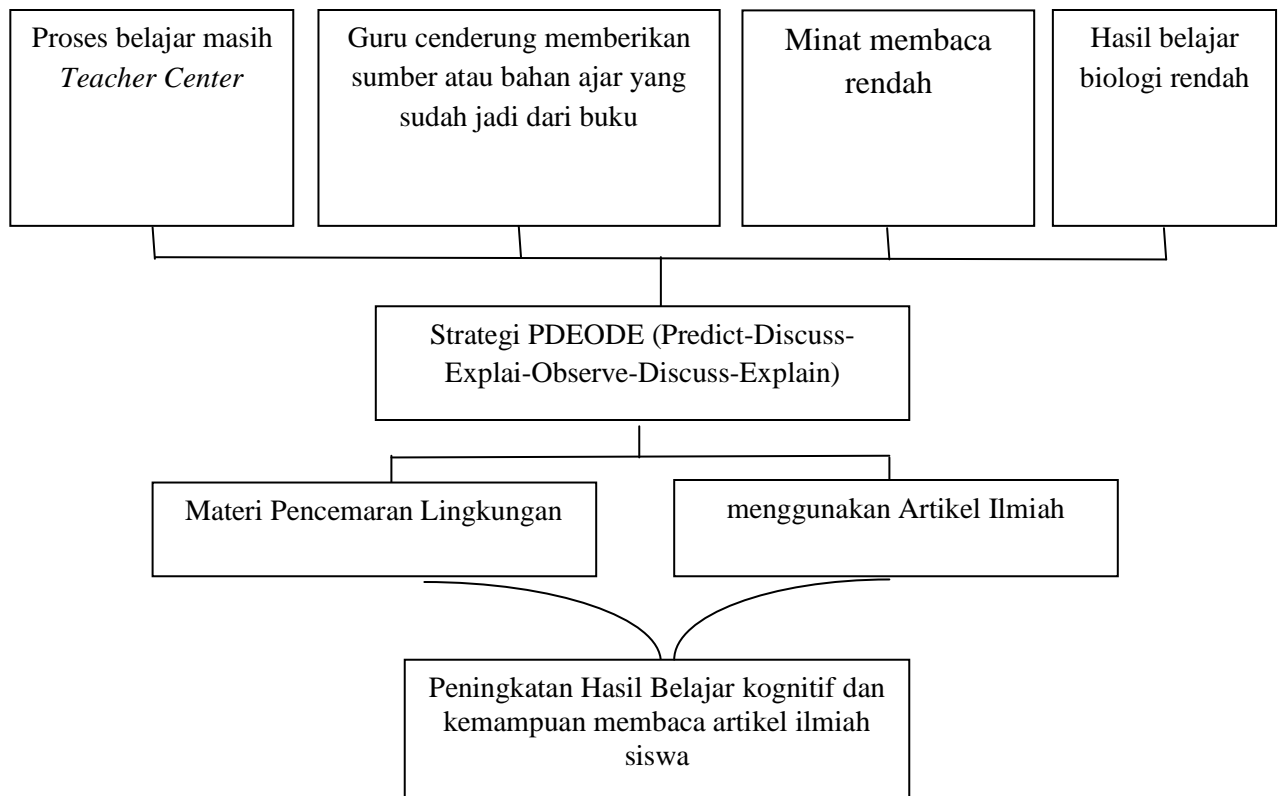 Proses belajar masih
Teacher Center
Guru cenderung memberikan
sumber atau bahan ajar yang
sudah jadi dari buku
Minat membaca
rendah
Hasil belajar
biologi rendah
Strategi PDEODE (Predict-Discuss-
Explai-Observe-Discuss-Explain)
Materi Pencemaran Lingkungan
menggunakan Artikel Ilmiah
Peningkatan Hasil Belajar kognitif dan
kemampuan membaca artikel ilmiah
siswa